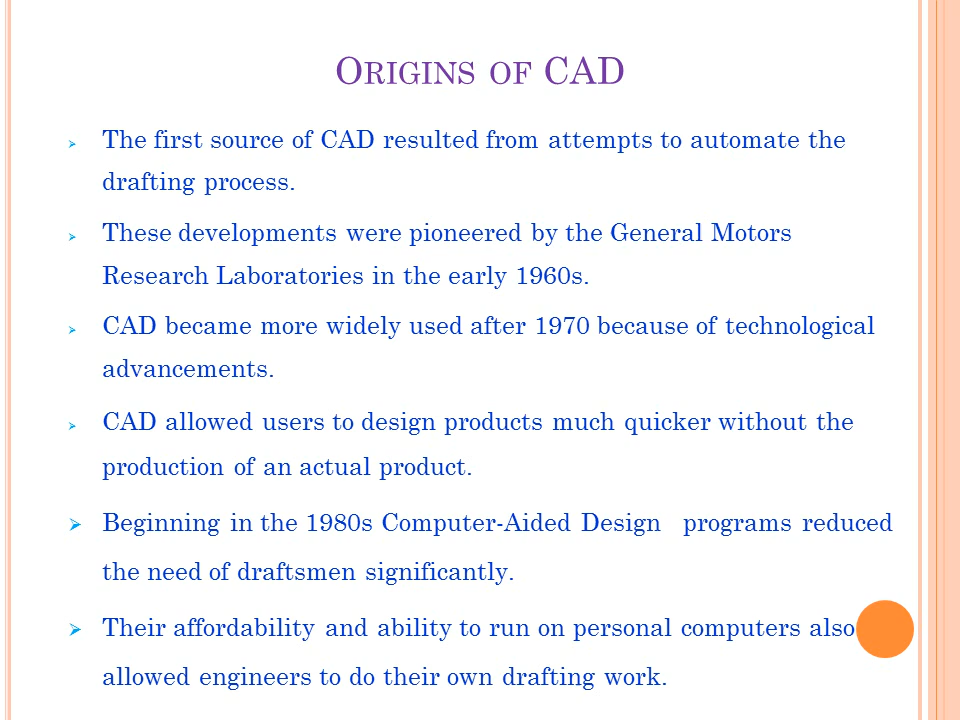 ORIGINS OF CAD
➢ The first source of CAD resulted from attempts to automate the
drafting process.
➢ These developments were pioneered by the General Motors
Research Laboratories in the early 1960s.
➢ CAD became more widely used after 1970 because of technological
advancements.
➢ CAD allowed users to design products much quicker without the
production of an actual product.
➢ Beginning in the 1980s Computer-Aided Design programs reduced
the need of draftsmen significantly.
➢ Their affordability and ability to run on personal computers also
allowed engineers to do their own drafting work.